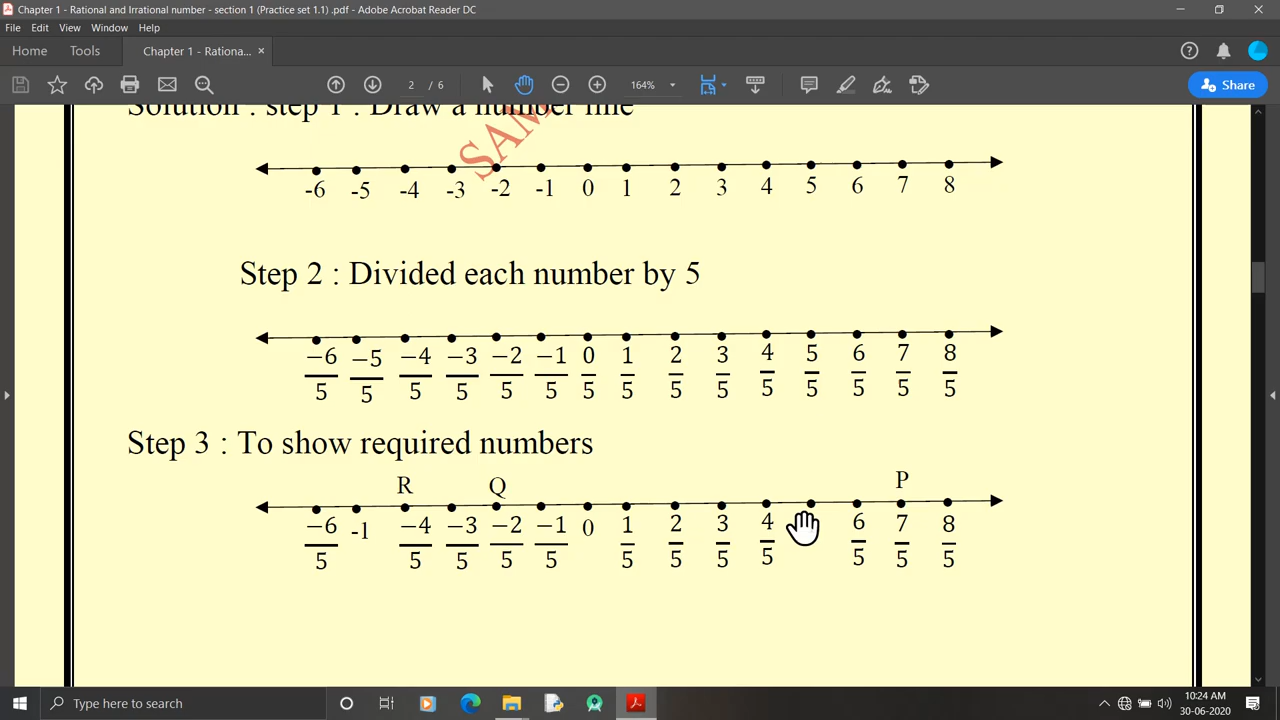 Chapter 1 - Rational and Irrational number - section 1 (Practice set 1.1) .pdf - Adobe Acrobat Reader DC
File Edit View Window Help
Home Tools Chapter 1 - Rationa... ×
2 / 6 164% Share
Solution : step 1 : Draw a number line
SAM
-6 -5 -4 -3 -2 -1 0 1 2 3 4 5 6 7 8
Step 2 : Divided each number by 5
−6/5 −5/5 −4/5 −3/5 −2/5 −1/5 0/5 1/5 2/5 3/5 4/5 5/5 6/5 7/5 8/5
Step 3 : To show required numbers
R Q P
−6/5 -1 −4/5 −3/5 −2/5 −1/5 0 1/5 2/5 3/5 4/5 6/5 7/5 8/5
Type here to search
10:24 AM
30-06-2020